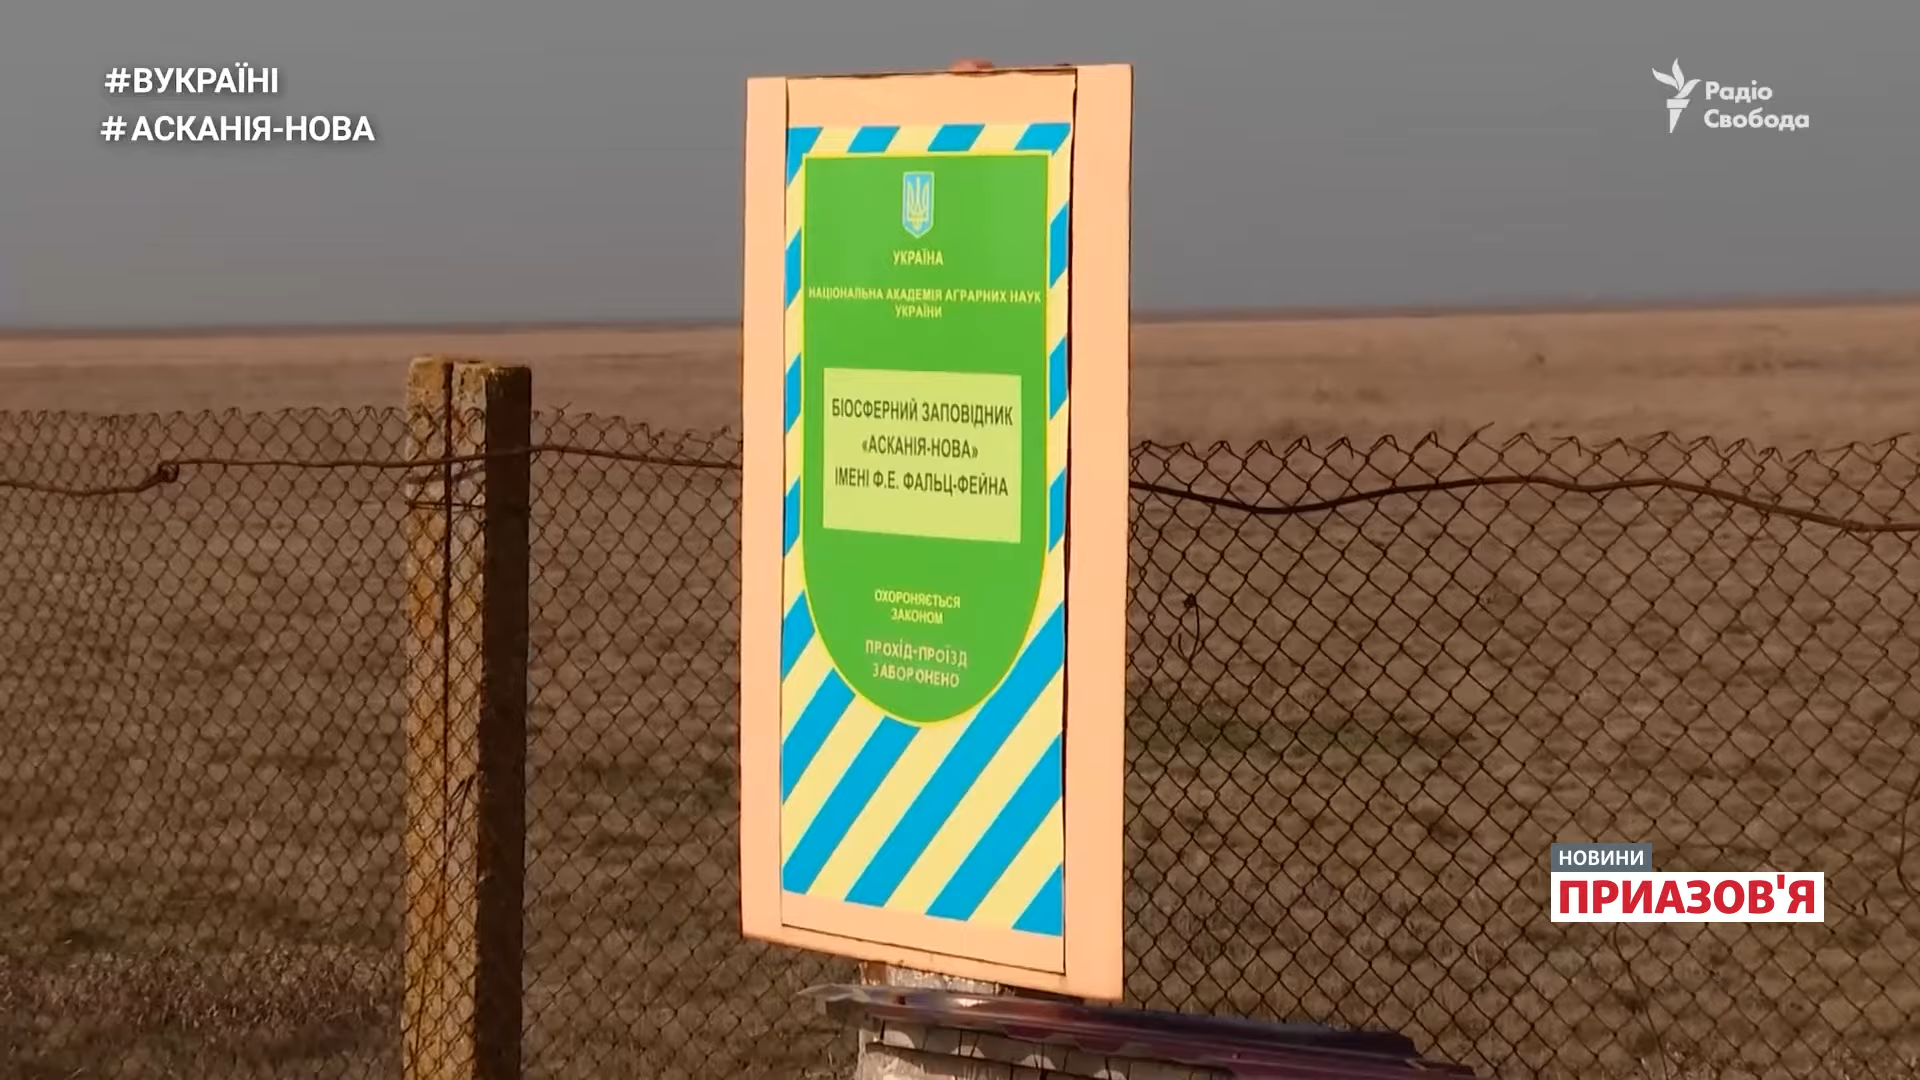 #ВУКРАЇНІ
#АСКАНІЯ-НОВА
Радіо
Свобода
УКРАЇНА
НАЦІОНАЛЬНА АКАДЕМІЯ АГРАРНИХ НАУК
УКРАЇНИ
БІОСФЕРНИЙ ЗАПОВІДНИК
«АСКАНІЯ-НОВА»
ІМЕНІ Ф.Е. ФАЛЬЦ-ФЕЙНА
ОХОРОНЯЄТЬСЯ
ЗАКОНОМ
ПРОХІД-ПРОЇЗД
ЗАБОРОНЕНО
НОВИНИ
ПРИАЗОВ'Я